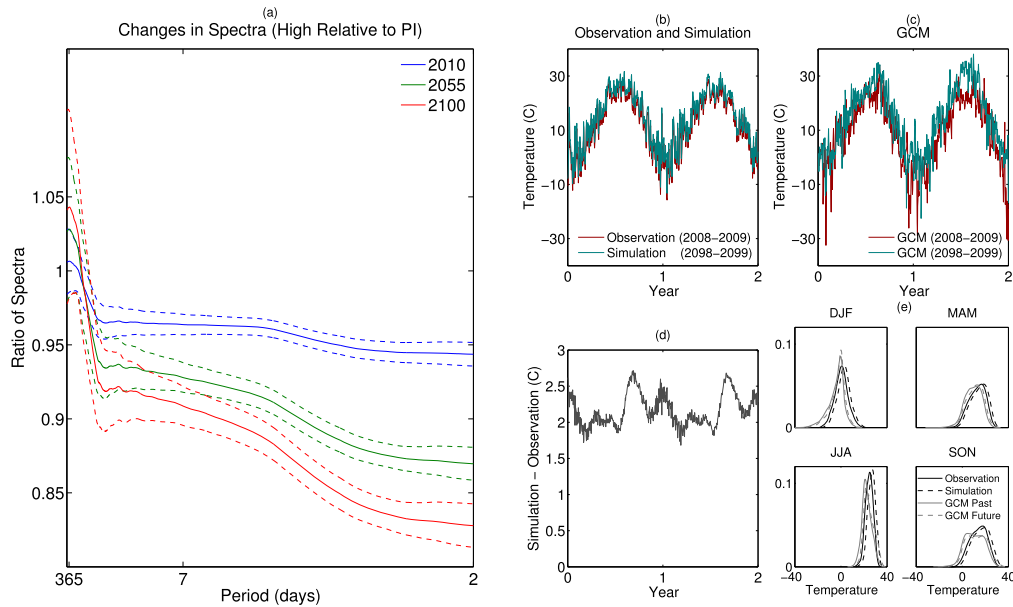 (a)
Changes in Spectra (High Relative to PI)
2010
2055
2100
1.05
1
0.95
0.9
0.85
Ratio of Spectra
365
7
2
Period (days)
(b)
Observation and Simulation
30
10
−10
−30
Temperature (C)
Observation (2008−2009)
Simulation (2098−2099)
0
1
2
Year
(c)
GCM
30
10
−10
−30
Temperature (C)
GCM (2008−2009)
GCM (2098−2099)
0
1
2
Year
(d)
3
2.5
2
1.5
1
0.5
0
Simulation − Observation (C)
0
1
2
Year
(e)
DJF
0.1
0
MAM
JJA
0.1
0
−40
0
40
Temperature
SON
Observation
Simulation
GCM Past
GCM Future
−40
0
40
Temperature